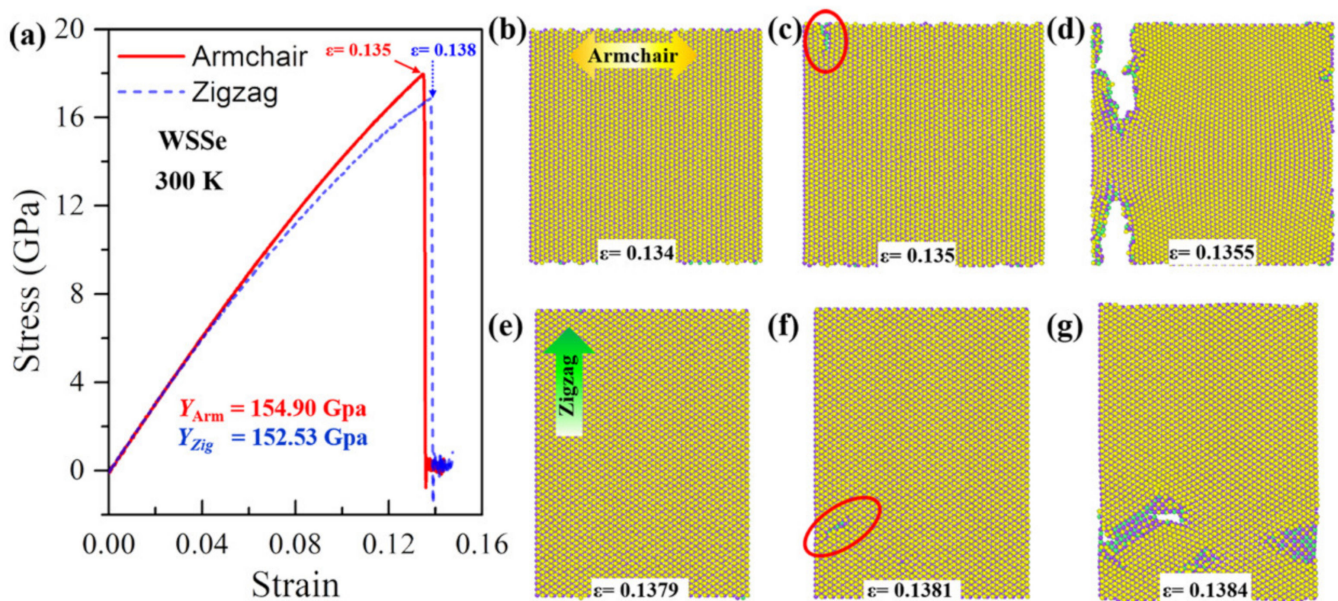 (a)
20
16
12
8
4
0
Stress (GPa)
0.00
0.04
0.08
0.12
0.16
Strain
Armchair
Zigzag
ε= 0.135
ε= 0.138
WSSe
300 K
YArm = 154.90 Gpa
YZig = 152.53 Gpa
(b)
Armchair
ε= 0.134
(c)
ε= 0.135
(d)
ε= 0.1355
(e)
Zigzag
ε= 0.1379
(f)
ε= 0.1381
(g)
ε= 0.1384